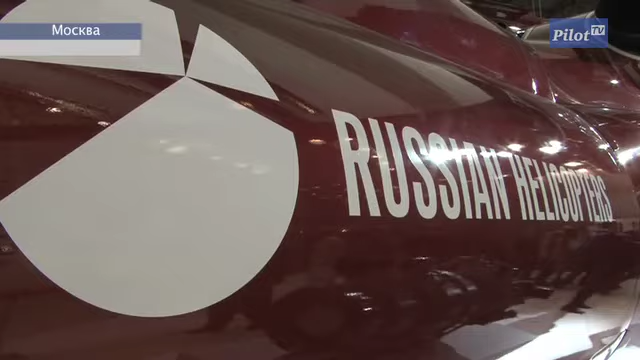 Москва
Pilot TV
RUSSIAN HELICOPTERS